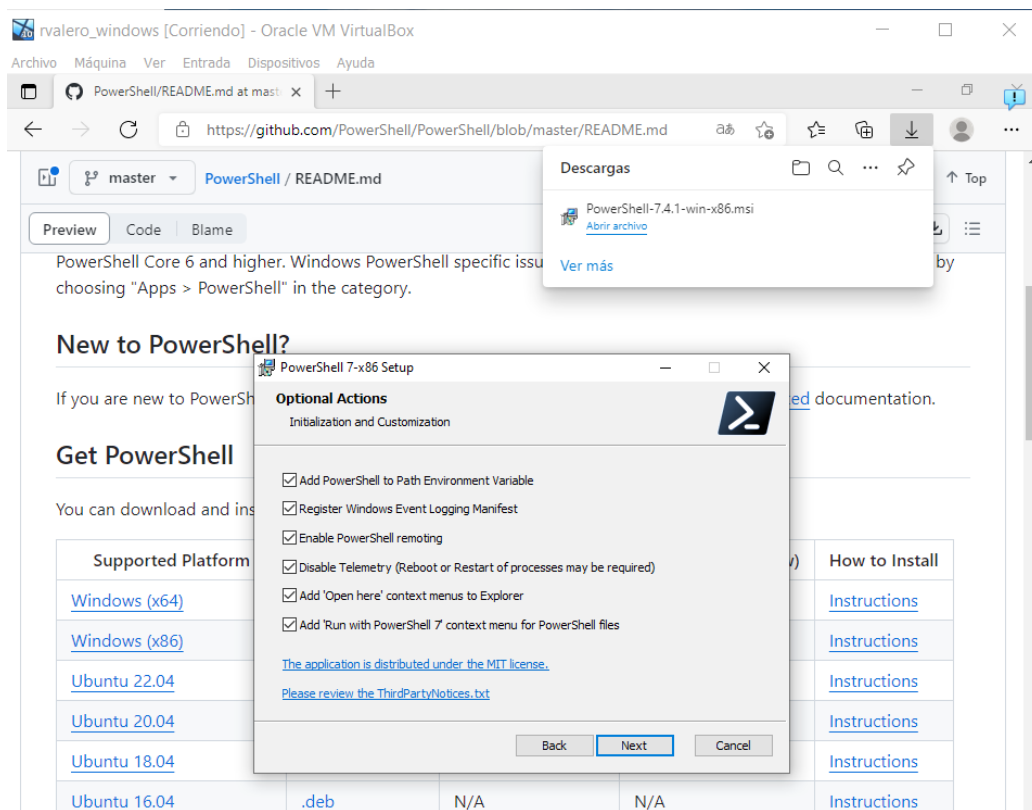 rvalero_windows [Corriendo] - Oracle VM VirtualBox
Archivo Máquina Ver Entrada Dispositivos Ayuda
PowerShell/README.md at mast
https://github.com/PowerShell/PowerShell/blob/master/README.md
master PowerShell / README.md
Top
Descargas
PowerShell-7.4.1-win-x86.msi
Abrir archivo
Ver más
Preview Code Blame
PowerShell Core 6 and higher. Windows PowerShell specific issu by
choosing "Apps > PowerShell" in the category.
New to PowerShell?
If you are new to PowerSh ed documentation.
Get PowerShell
You can download and ins
Supported Platform How to Install
Windows (x64) Instructions
Windows (x86) Instructions
Ubuntu 22.04 Instructions
Ubuntu 20.04 Instructions
Ubuntu 18.04 Instructions
Ubuntu 16.04 .deb N/A N/A Instructions
PowerShell 7-x86 Setup
Optional Actions
Initialization and Customization
Add PowerShell to Path Environment Variable
Register Windows Event Logging Manifest
Enable PowerShell remoting
Disable Telemetry (Reboot or Restart of processes may be required)
Add 'Open here' context menus to Explorer
Add 'Run with PowerShell 7' context menu for PowerShell files
The application is distributed under the MIT license.
Please review the ThirdPartyNotices.txt
Back Next Cancel